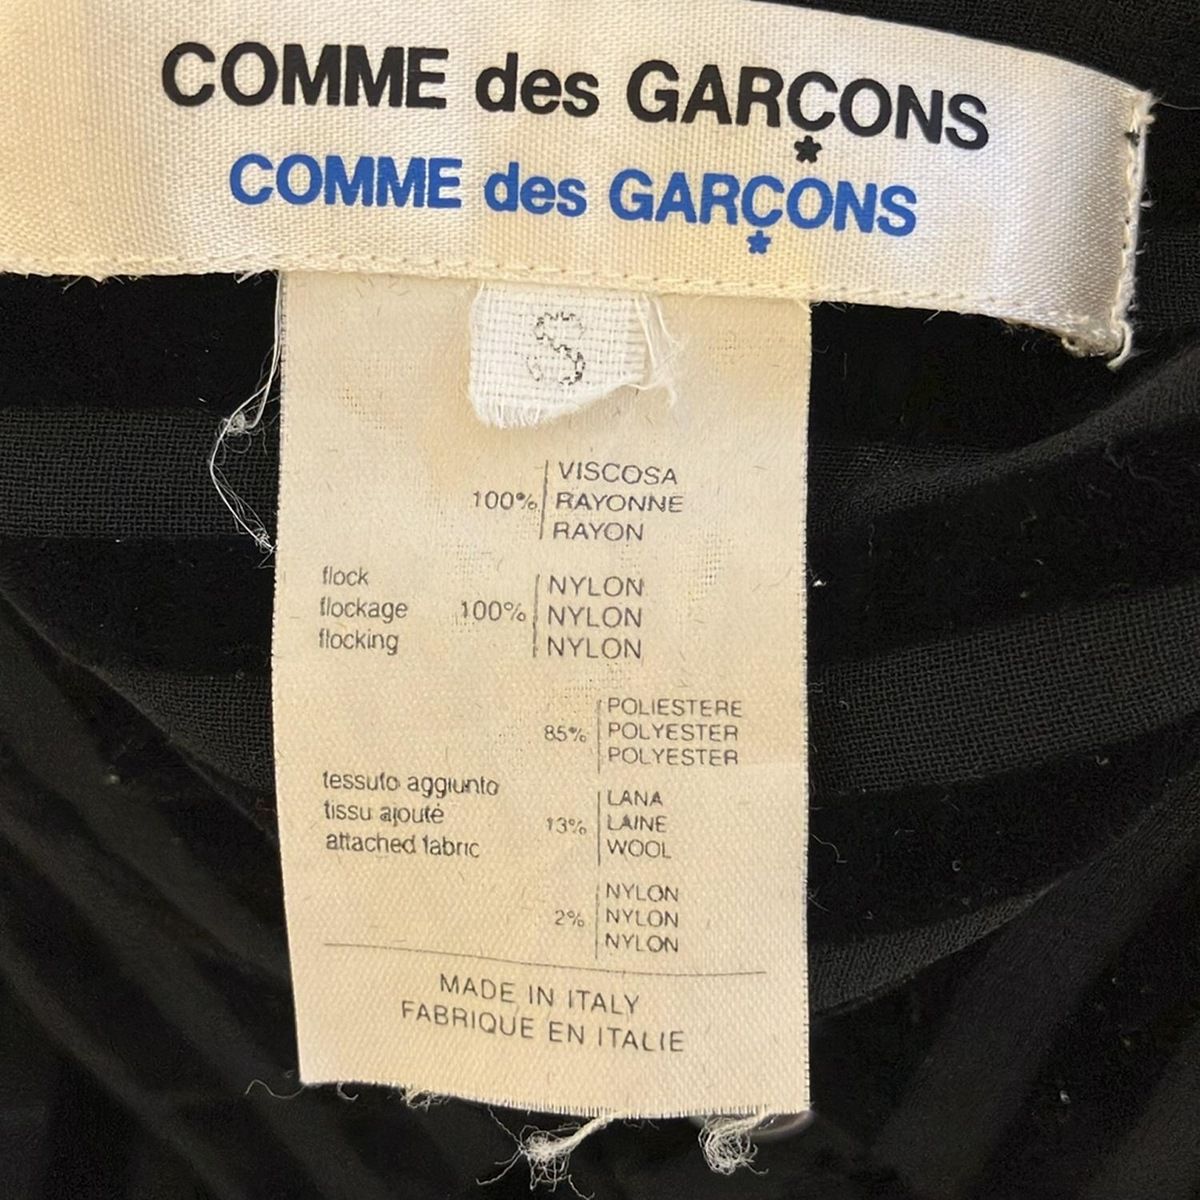 COMME des GARÇONS
COMME des GARÇONS
S
VISCOSA
100% RAYONNE
RAYON
flock NYLON
flockage 100% NYLON
flocking NYLON
POLIESTERE
85% POLYESTER
POLYESTER
tessuto aggiunto LANA
tissu ajouté 13% LAINE
attached fabric WOOL
NYLON
2% NYLON
NYLON
MADE IN ITALY
FABRIQUE EN ITALIE